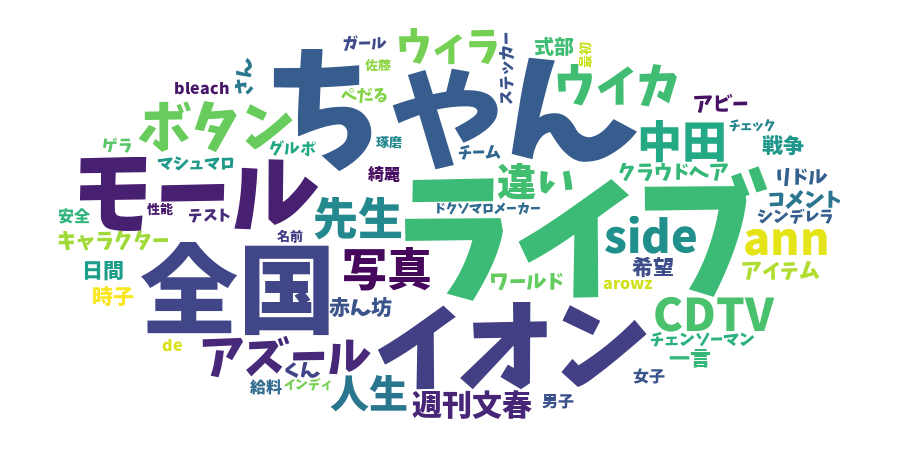 ガール
ウィラ
ステッカー
式部
最初
佐藤
ちゃん
bleach
さん
ぺだる
ウイカ
アビー
ボタン
ゲラ
グルポ
琢磨
チーム
中田
チェック
戦争
マシュマロ
綺麗
違い
クラウドヘア
リドル
モール
性能
テスト
先生
ドクソマロメーカー
ライブ
コメント
シンデレラ
安全
キャラクター
名前
side
ann
日間
全国
写真
ワールド
希望
arowz
アイテム
時子
赤ん坊
イオン
CDTV
de
アズール
くん
チェンソーマン
一言
給料
インディ
人生
週刊文春
男子
女子